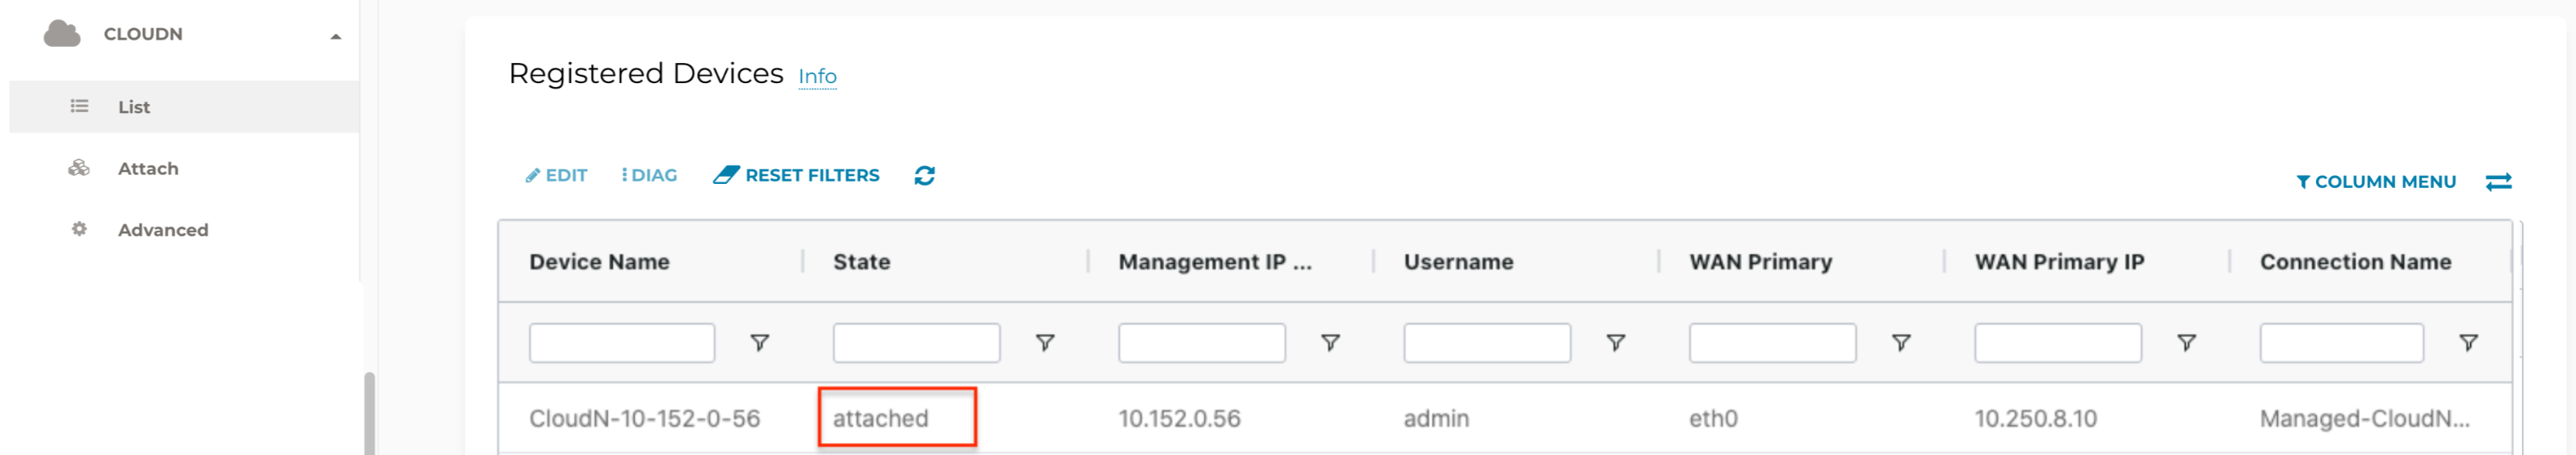 CLOUDN
List
Attach
Advanced
Registered Devices Info
EDIT DIAG RESET FILTERS COLUMN MENU
Device Name State Management IP ... Username WAN Primary WAN Primary IP Connection Name
CloudN-10-152-0-56 attached 10.152.0.56 admin eth0 10.250.8.10 Managed-CloudN...